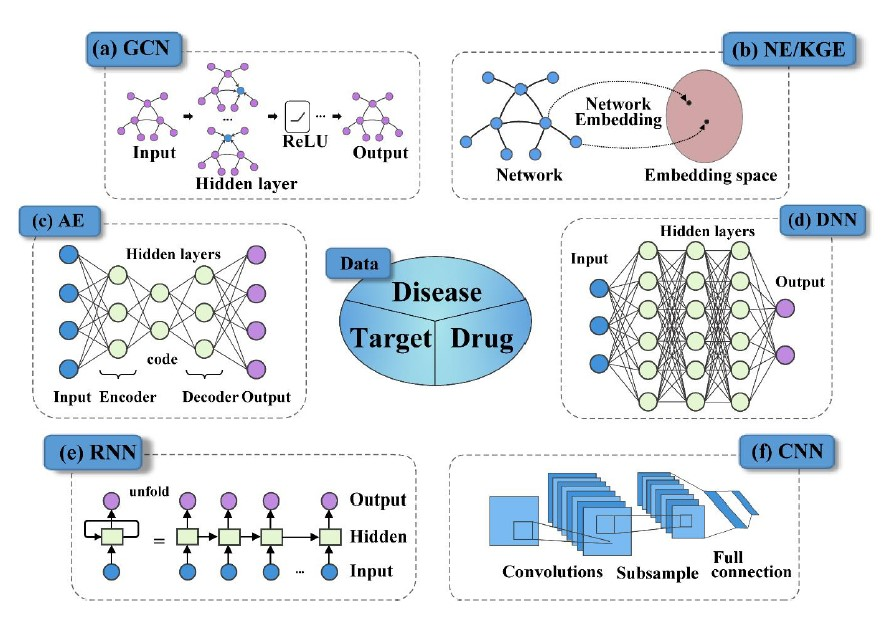 (a) GCN
Input
...
Hidden layer
ReLU
...
Output
(b) NE/KGE
Network
Embedding
Network
Embedding space
(c) AE
Hidden layers
code
Input Encoder Decoder Output
Data
Disease
Target Drug
(d) DNN
Hidden layers
Input
Output
(e) RNN
unfold
Output
=
Hidden
...
Input
(f) CNN
Convolutions
Subsample
Full
connection